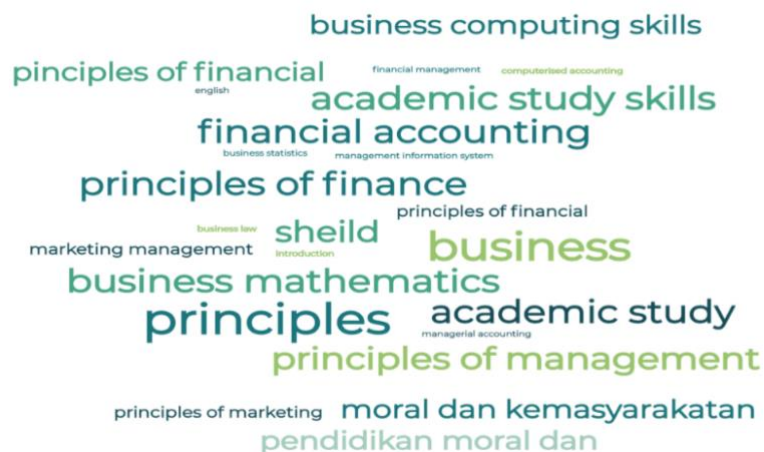 business computing skills
pinciples of financial
financial management
computerised accounting
english
academic study skills
financial accounting
business statistics
management information system
principles of finance
principles of financial
business law
sheild
business
marketing management
introduction
business mathematics
principles
academic study
managerial accounting
principles of management
principles of marketing
moral dan kemasyarakatan
pendidikan moral dan